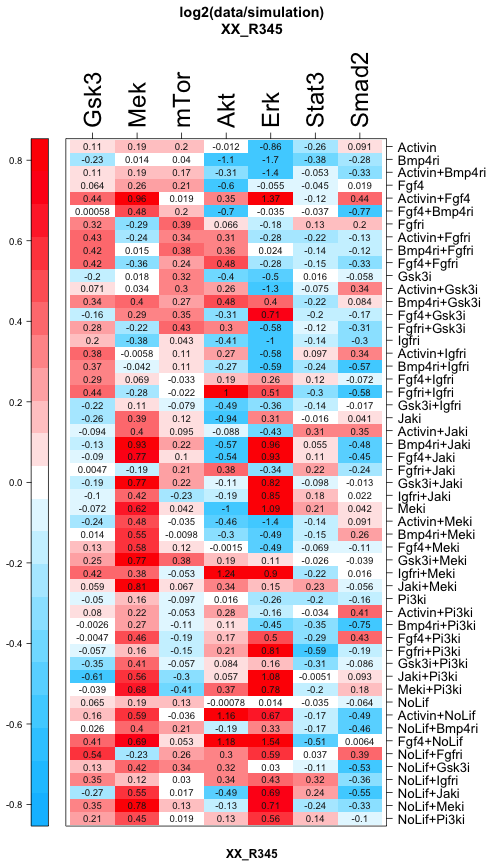 log2(data/simulation)
XX_R345
Gsk3 Mek mTor Akt Erk Stat3 Smad2
0.8
0.6
0.4
0.2
0.0
-0.2
-0.4
-0.6
-0.8
0.11 0.19 0.2 -0.012 -0.86 -0.26 0.091 Activin
-0.23 0.014 0.04 -1.1 -1.7 -0.38 -0.28 Bmp4ri
0.11 0.19 0.17 -0.31 -1.4 -0.053 -0.33 Activin+Bmp4ri
0.064 0.26 0.21 -0.6 -0.055 -0.045 0.019 Fgf4
0.44 0.96 0.019 0.35 1.37 -0.12 0.44 Activin+Fgf4
0.00058 0.48 0.2 -0.7 -0.035 -0.037 -0.77 Fgf4+Bmp4ri
0.32 -0.29 0.39 0.066 -0.18 0.13 0.2 Fgfri
0.43 -0.24 0.34 0.31 -0.28 -0.22 -0.13 Activin+Fgfri
0.42 0.015 0.38 0.36 0.024 -0.14 -0.12 Bmp4ri+Fgfri
0.42 -0.36 0.24 0.48 -0.28 -0.15 -0.33 Fgf4+Fgfri
-0.2 0.018 0.32 -0.4 -0.5 0.016 -0.058 Gsk3i
0.071 0.034 0.3 0.26 -1.3 -0.075 0.34 Activin+Gsk3i
0.34 0.4 0.27 0.48 0.4 -0.22 0.084 Bmp4ri+Gsk3i
-0.16 0.29 0.35 -0.31 0.71 -0.2 -0.17 Fgf4+Gsk3i
0.28 -0.22 0.43 0.3 -0.58 -0.12 -0.31 Fgfri+Gsk3i
0.2 -0.38 0.043 -0.41 -1 -0.14 -0.3 Igfri
0.38 -0.0058 0.11 0.27 -0.58 0.097 0.34 Activin+Igfri
0.37 -0.042 0.11 -0.27 -0.59 -0.24 -0.57 Bmp4ri+Igfri
0.29 0.069 -0.033 0.19 0.26 0.12 -0.072 Fgf4+Igfri
0.44 -0.28 -0.022 1 0.51 -0.3 -0.58 Fgfri+Igfri
-0.22 0.11 -0.079 -0.49 -0.36 -0.14 -0.017 Gsk3i+Igfri
-0.26 0.39 0.12 -0.94 0.31 -0.016 0.041 Jaki
-0.094 0.4 0.095 -0.088 -0.43 0.31 0.35 Activin+Jaki
-0.13 0.93 0.22 -0.57 0.96 0.055 -0.48 Bmp4ri+Jaki
-0.09 0.77 0.1 -0.54 0.93 0.11 -0.45 Fgf4+Jaki
0.0047 -0.19 0.21 0.38 -0.34 0.22 -0.24 Fgfri+Jaki
-0.19 0.77 0.22 -0.11 0.82 -0.098 -0.013 Gsk3i+Jaki
-0.1 0.42 -0.23 -0.19 0.85 0.18 0.022 Igfri+Jaki
-0.072 0.62 0.042 -1 1.09 0.21 0.042 Meki
-0.24 0.48 -0.035 -0.46 -1.4 -0.14 0.091 Activin+Meki
0.014 0.55 -0.0098 -0.3 -0.49 -0.15 0.26 Bmp4ri+Meki
0.13 0.58 0.12 -0.0015 -0.49 -0.069 -0.11 Fgf4+Meki
0.25 0.77 0.38 0.19 0.11 -0.026 -0.039 Gsk3i+Meki
0.42 0.38 -0.053 1.24 0.9 -0.22 0.016 Igfri+Meki
0.059 0.81 0.067 0.34 0.15 0.23 -0.056 Jaki+Meki
-0.05 0.16 -0.097 0.016 -0.26 -0.2 -0.16 Pi3ki
0.08 0.22 -0.053 0.28 -0.16 -0.034 0.41 Activin+Pi3ki
-0.0026 0.27 -0.11 0.11 -0.45 -0.35 -0.75 Bmp4ri+Pi3ki
-0.0047 0.46 -0.19 0.17 0.5 -0.29 0.43 Fgf4+Pi3ki
-0.057 0.16 -0.15 0.21 0.81 -0.59 -0.19 Fgfri+Pi3ki
-0.35 0.41 -0.057 0.084 0.16 -0.31 -0.086 Gsk3i+Pi3ki
-0.61 0.56 -0.3 0.057 1.08 -0.0051 0.093 Jaki+Pi3ki
-0.039 0.68 -0.41 0.37 0.78 -0.2 0.18 Meki+Pi3ki
0.065 0.19 0.13 -0.00078 0.014 -0.035 -0.064 NoLif
0.16 0.59 -0.036 1.16 0.67 -0.17 -0.49 Activin+NoLif
0.026 0.4 0.21 -0.19 0.33 -0.17 -0.46 NoLif+Bmp4ri
0.41 0.69 0.053 1.18 1.54 -0.51 0.0064 Fgf4+NoLif
0.54 -0.23 0.26 0.3 0.59 -0.037 0.39 NoLif+Fgfri
0.13 0.42 0.34 0.32 0.03 -0.11 -0.53 NoLif+Gsk3i
0.35 0.12 0.03 0.34 0.43 0.32 -0.36 NoLif+Igfri
-0.27 0.55 0.017 -0.49 0.69 0.24 -0.55 NoLif+Jaki
0.35 0.78 0.13 -0.13 0.71 -0.24 -0.33 NoLif+Meki
0.21 0.45 0.019 0.13 0.56 0.14 -0.1 NoLif+Pi3ki
XX_R345